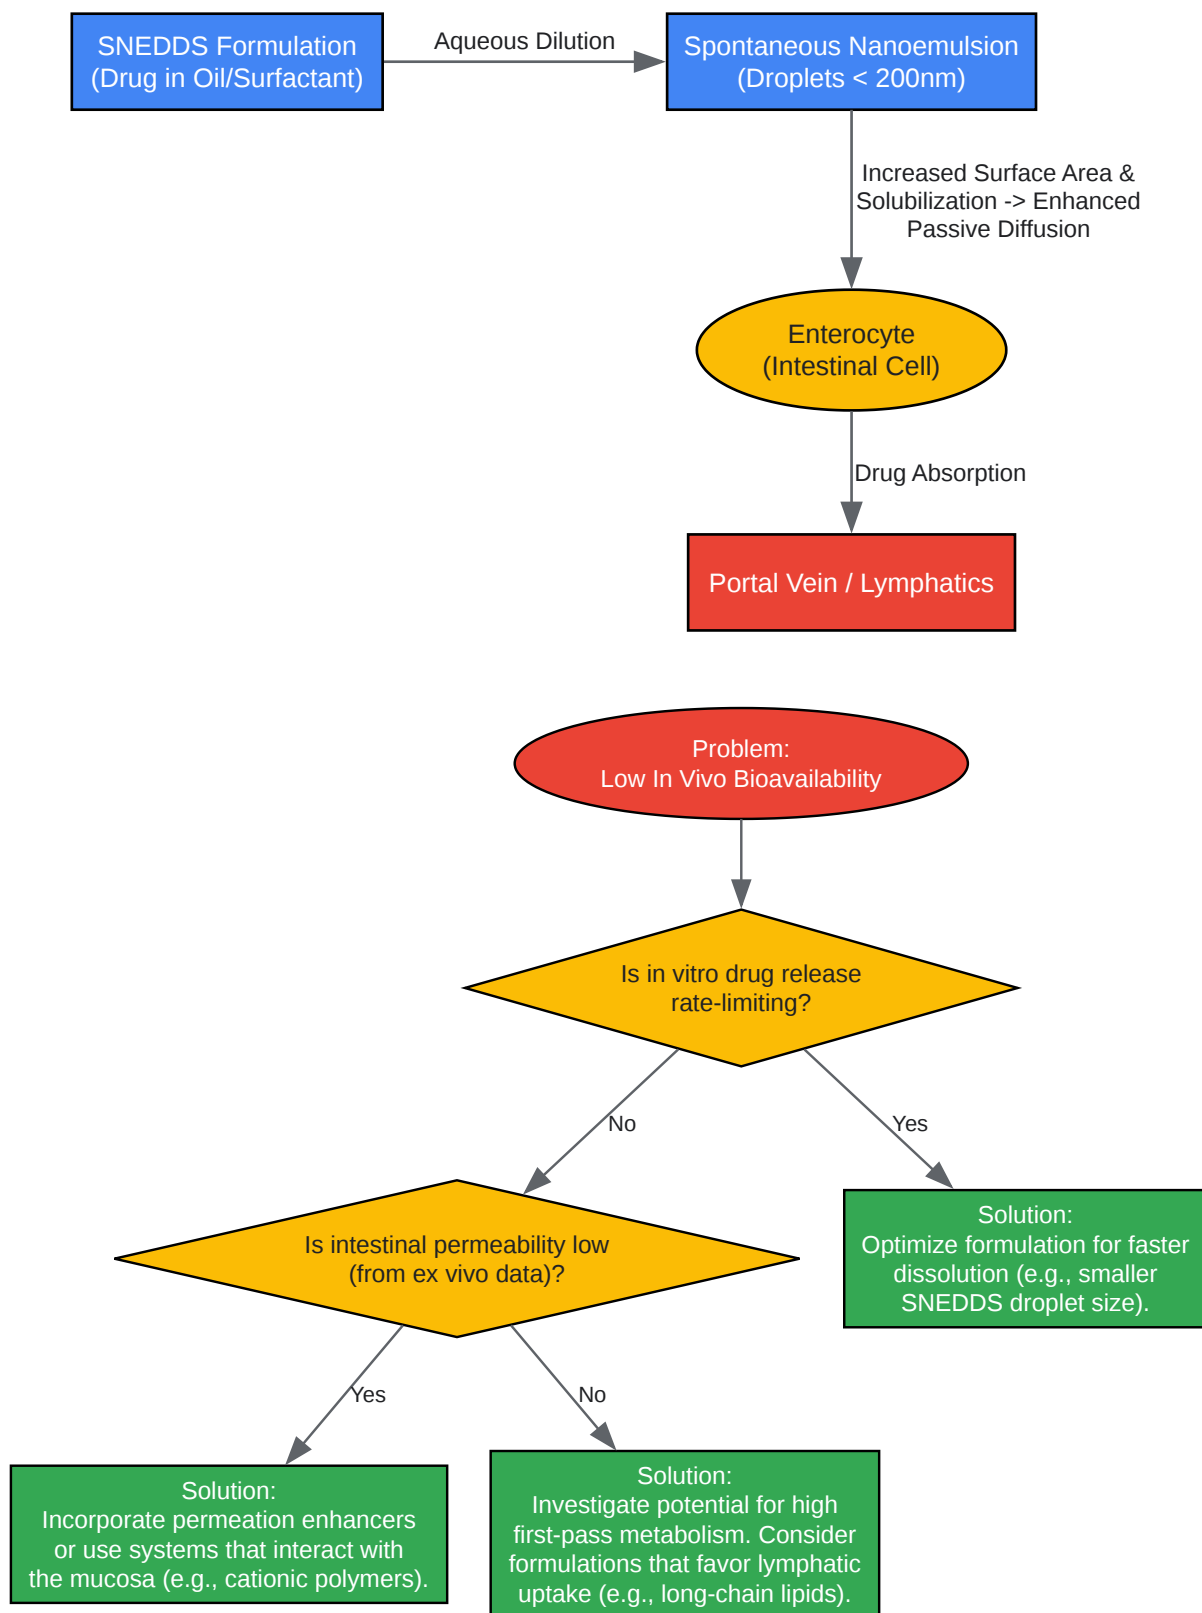 SNEDDS Formulation
(Drug in Oil/Surfactant)
Aqueous Dilution
Spontaneous Nanoemulsion
(Droplets < 200nm)
Increased Surface Area &
Solubilization -> Enhanced
Passive Diffusion
Enterocyte
(Intestinal Cell)
Drug Absorption
Portal Vein / Lymphatics
Problem:
Low In Vivo Bioavailability
Is in vitro drug release
rate-limiting?
No
Yes
Is intestinal permeability low
(from ex vivo data)?
Solution:
Optimize formulation for faster
dissolution (e.g., smaller
SNEDDS droplet size).
Yes
No
Solution:
Incorporate permeation enhancers
or use systems that interact with
the mucosa (e.g., cationic polymers).
Solution:
Investigate potential for high
first-pass metabolism. Consider
formulations that favor lymphatic
uptake (e.g., long-chain lipids).